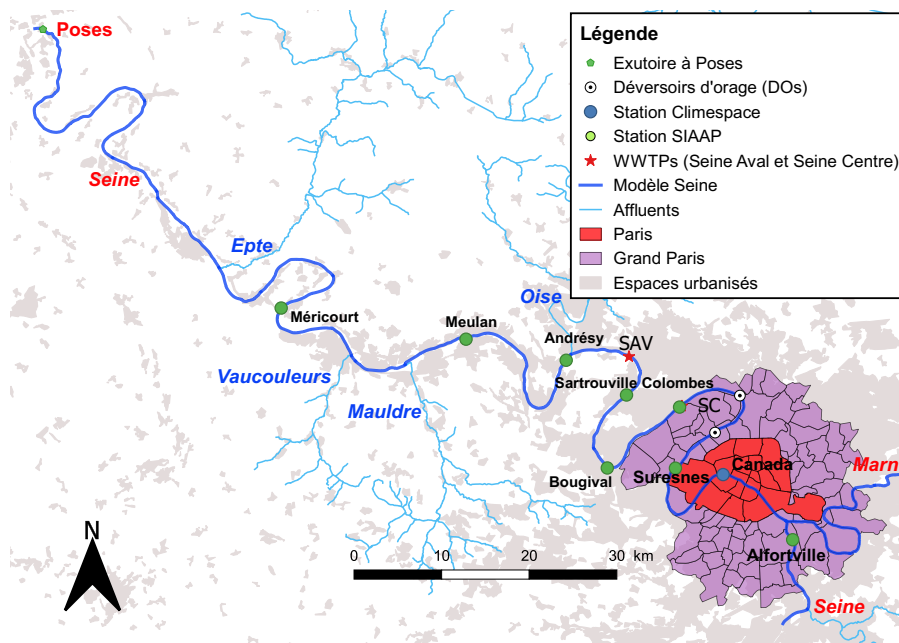 Poses
Légende
Exutoire à Poses
Déversoirs d'orage (DOs)
Station Climespace
Station SIAAP
WWTPs (Seine Aval et Seine Centre)
Modèle Seine
Affluents
Paris
Grand Paris
Espaces urbanisés
Seine
Epte
Oise
Méricourt
Meulan
Andrésy
SAV
Vaucouleurs
Sartrouville
Colombes
Mauldre
SC
Bougival
Suresnes
Canada
Marn
N
Alfortville
0 10 20 30 km
Seine